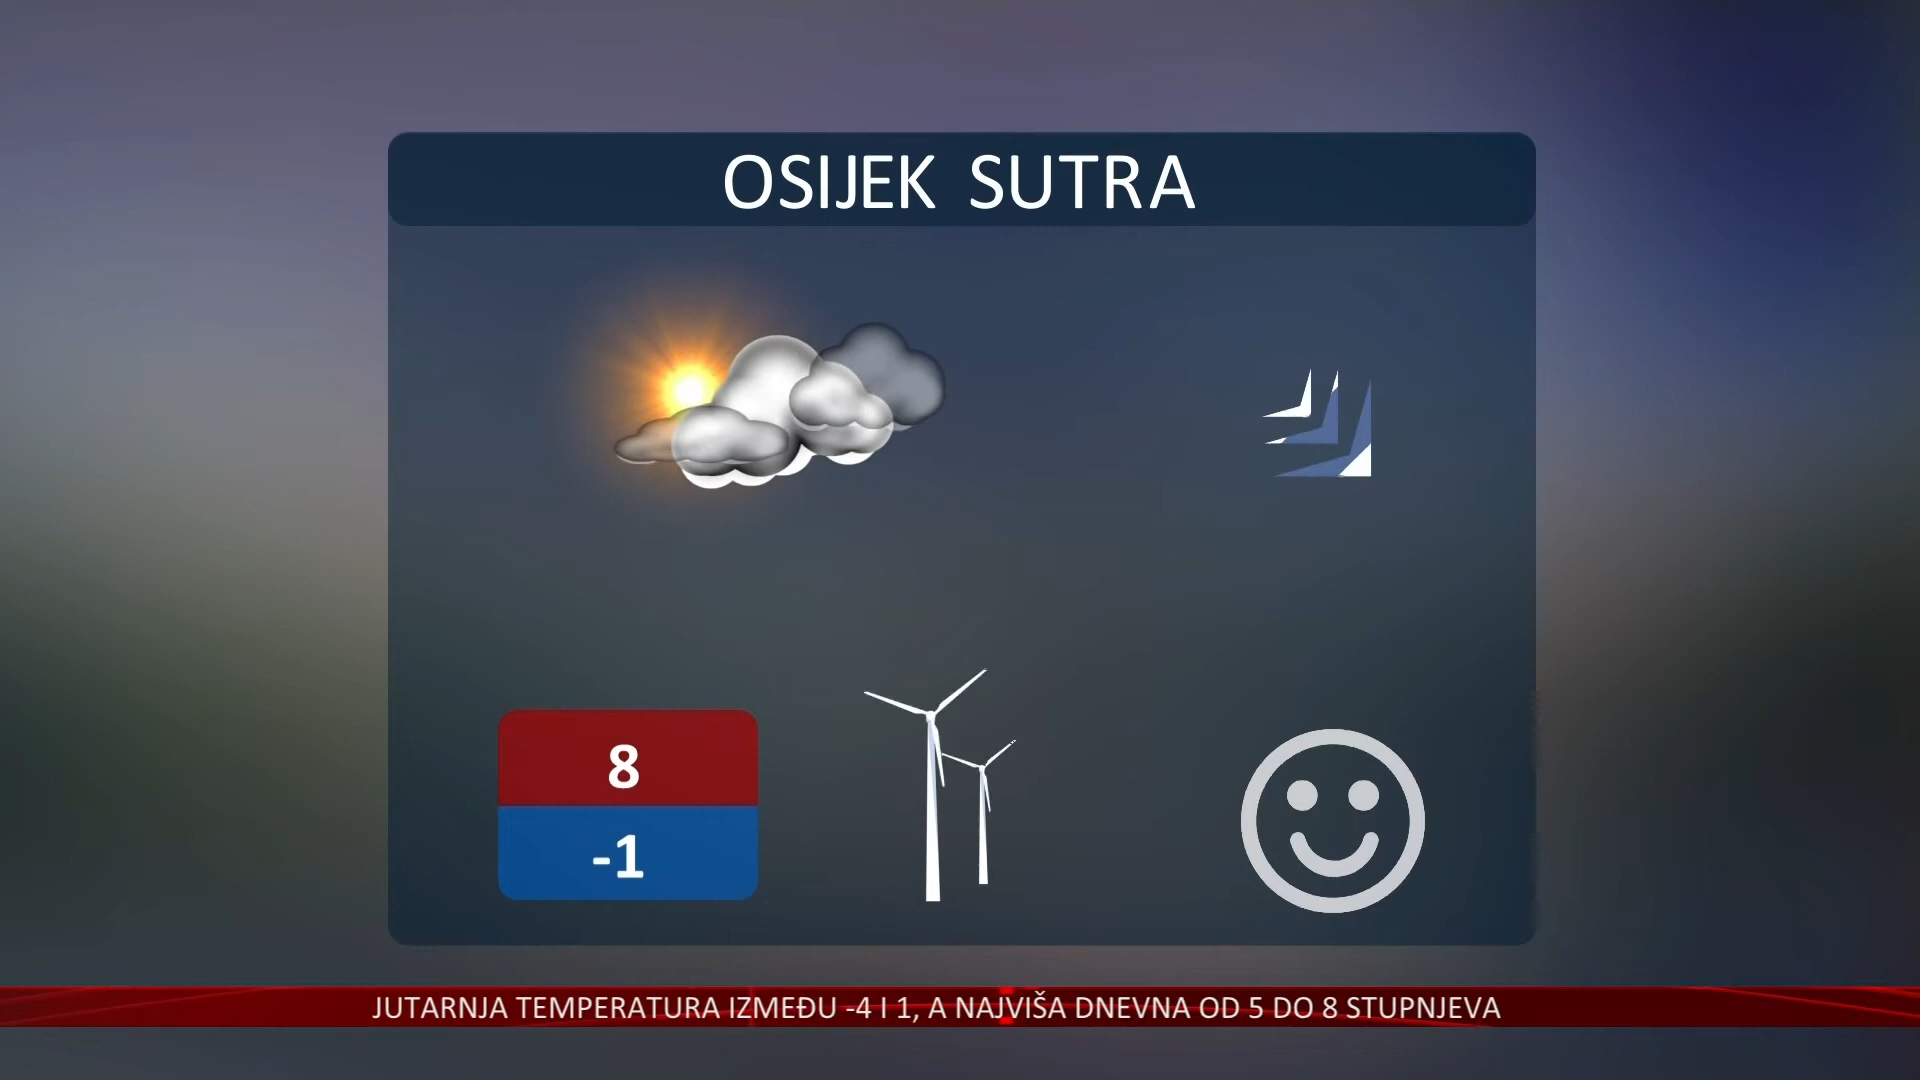 OSIJEK SUTRA
8
-1
JUTARNJA TEMPERATURA IZMEĐU -4 I 1, A NAJVIŠA DNEVNA OD 5 DO 8 STUPNJEVA